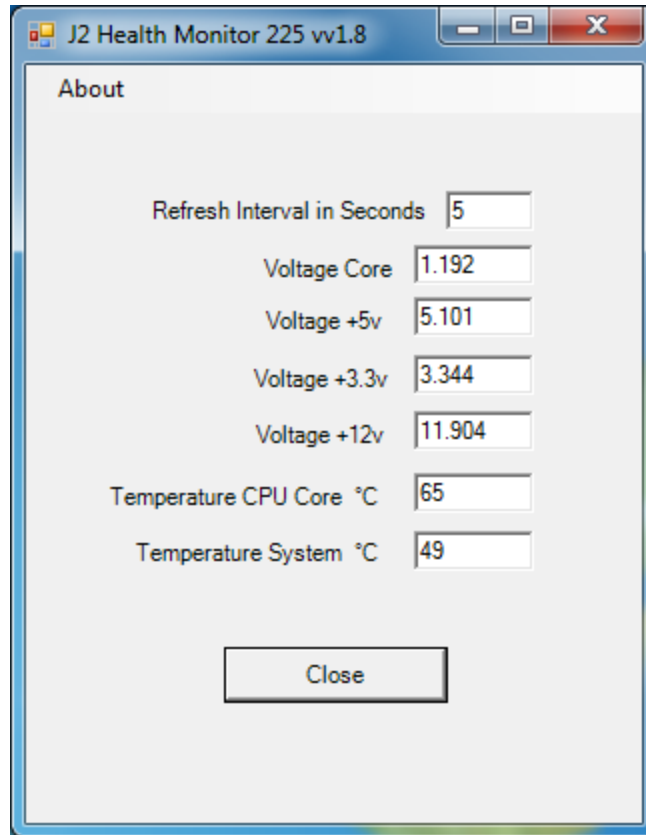 J2 Health Monitor 225 vv1.8
About
Refresh Interval in Seconds 5
Voltage Core 1.192
Voltage +5v 5.101
Voltage +3.3v 3.344
Voltage +12v 11.904
Temperature CPU Core °C 65
Temperature System °C 49
Close